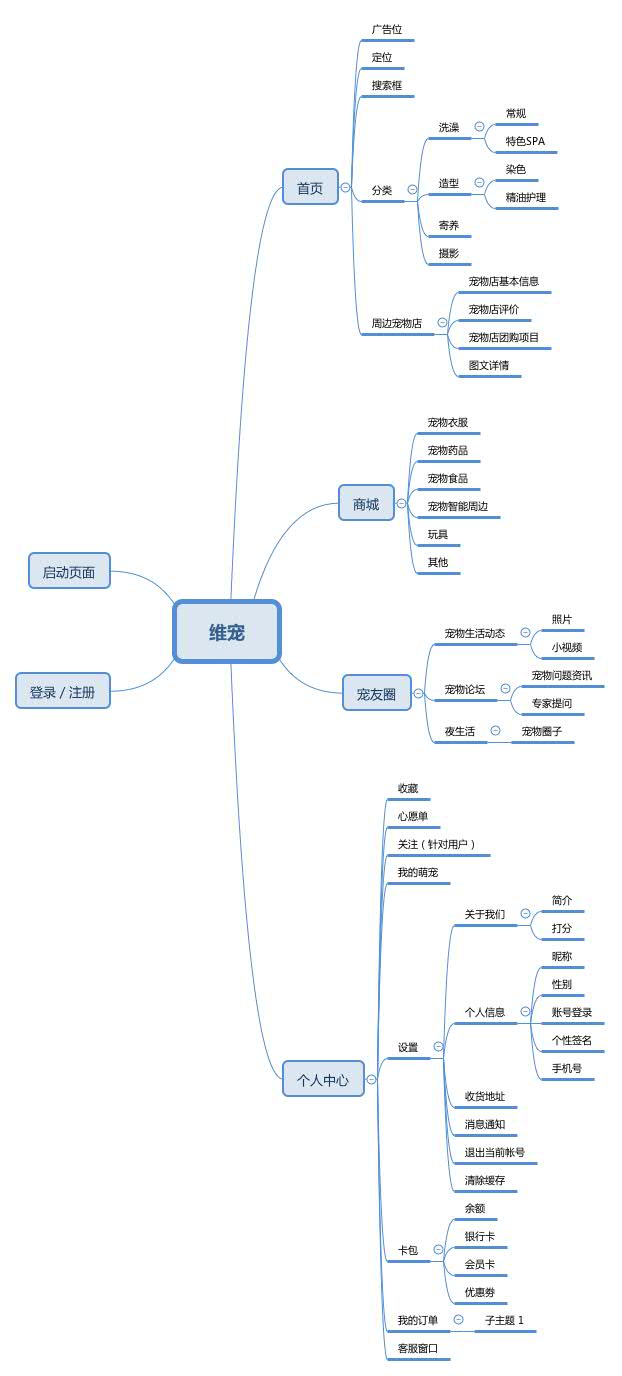 维宠
启动页面
登录 / 注册
首页
广告位
定位
搜索框
分类
洗澡
常规
特色SPA
造型
染色
精油护理
寄养
摄影
周边宠物店
宠物店基本信息
宠物店评价
宠物店团购项目
图文详情
商城
宠物衣服
宠物药品
宠物食品
宠物智能周边
玩具
其他
宠友圈
宠物生活动态
照片
小视频
宠物论坛
宠物问题资讯
专家提问
夜生活
宠物圈子
个人中心
收藏
心愿单
关注（针对用户）
我的萌宠
设置
关于我们
简介
打分
个人信息
昵称
性别
账号登录
个性签名
手机号
收货地址
消息通知
退出当前帐号
清除缓存
卡包
余额
银行卡
会员卡
优惠劵
我的订单
子主题 1
客服窗口